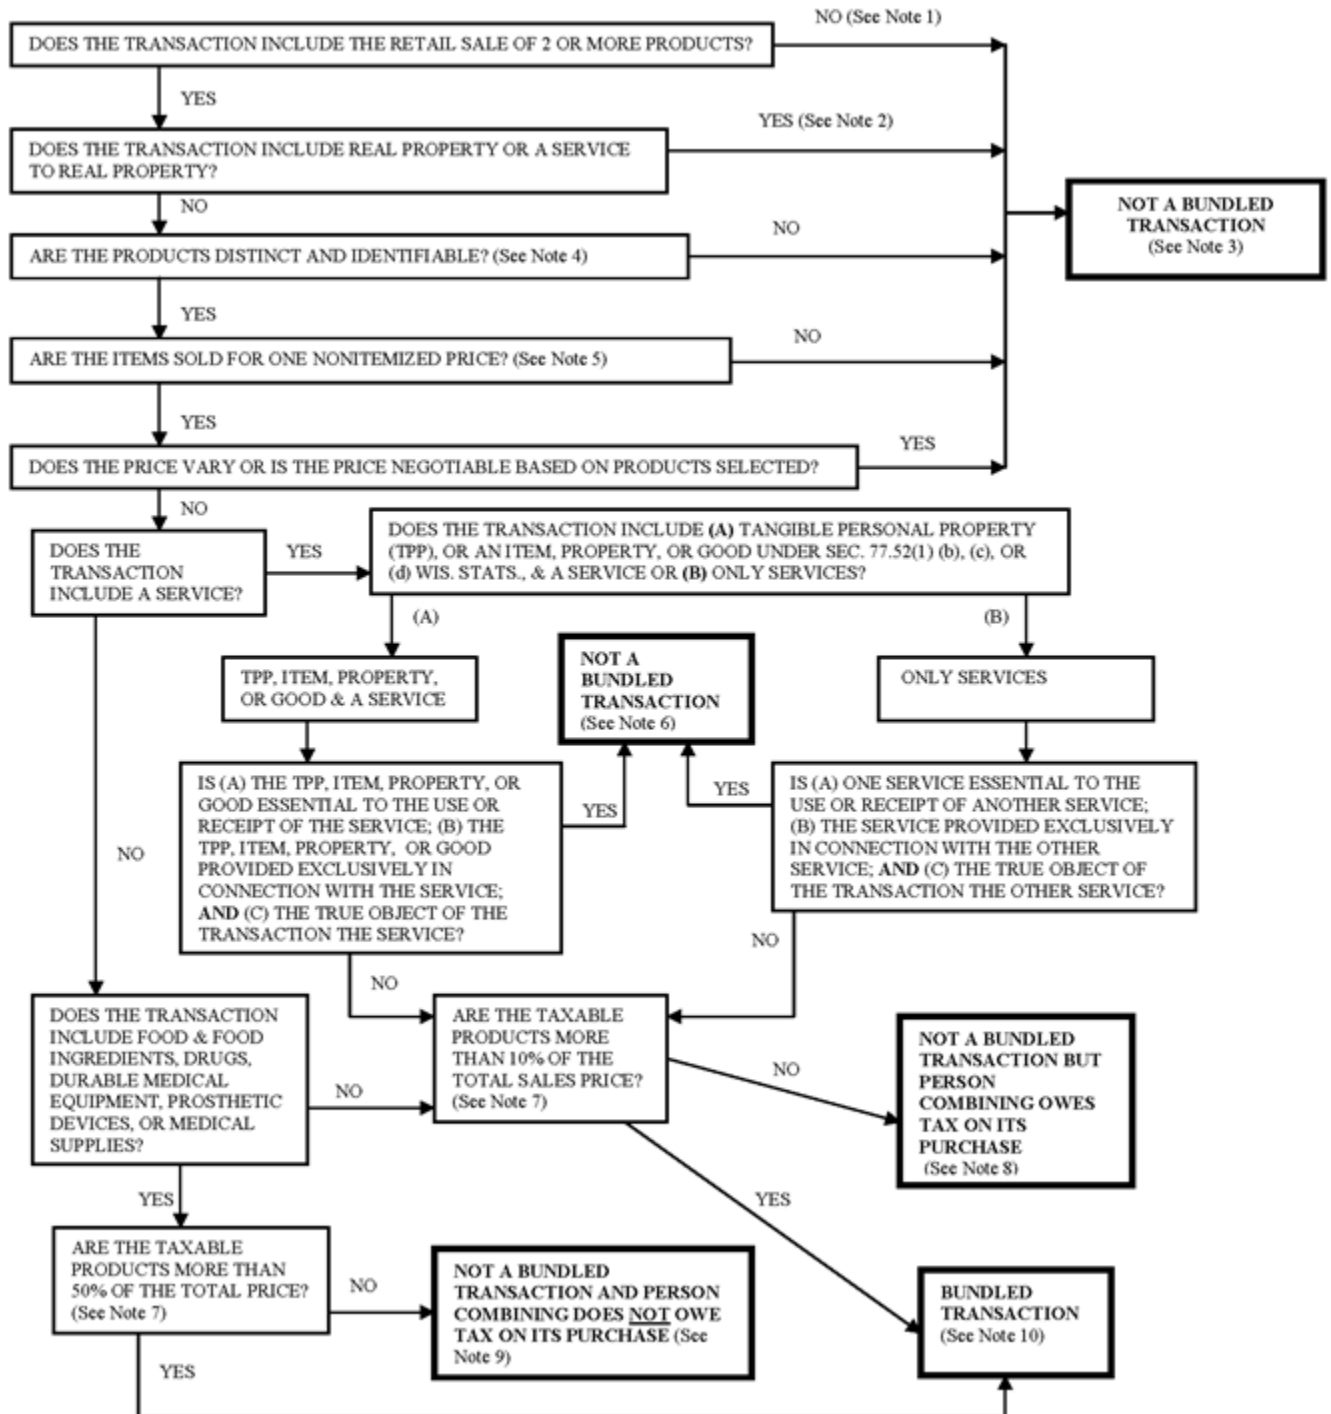 NO (See Note 1)
DOES THE TRANSACTION INCLUDE THE RETAIL SALE OF 2 OR MORE PRODUCTS?
YES
YES (See Note 2)
DOES THE TRANSACTION INCLUDE REAL PROPERTY OR A SERVICE
TO REAL PROPERTY?
NO
NOT A BUNDLED
TRANSACTION
(See Note 3)
NO
ARE THE PRODUCTS DISTINCT AND IDENTIFIABLE? (See Note 4)
YES
NO
ARE THE ITEMS SOLD FOR ONE NONITEMIZED PRICE? (See Note 5)
YES
YES
DOES THE PRICE VARY OR IS THE PRICE NEGOTIABLE BASED ON PRODUCTS SELECTED?
NO
DOES THE
TRANSACTION
INCLUDE A SERVICE?
YES
DOES THE TRANSACTION INCLUDE (A) TANGIBLE PERSONAL PROPERTY
(TPP), OR AN ITEM, PROPERTY, OR GOOD UNDER SEC. 77.52(1) (b), (c), OR
(d) WIS. STATS., & A SERVICE OR (B) ONLY SERVICES?
(A)
(B)
TPP, ITEM, PROPERTY,
OR GOOD & A SERVICE
NOT A
BUNDLED
TRANSACTION
(See Note 6)
ONLY SERVICES
IS (A) THE TPP, ITEM, PROPERTY, OR
GOOD ESSENTIAL TO THE USE OR
RECEIPT OF THE SERVICE; (B) THE
TPP, ITEM, PROPERTY, OR GOOD
PROVIDED EXCLUSIVELY IN
CONNECTION WITH THE SERVICE;
AND (C) THE TRUE OBJECT OF THE
TRANSACTION THE SERVICE?
YES
YES
IS (A) ONE SERVICE ESSENTIAL TO THE
USE OR RECEIPT OF ANOTHER SERVICE;
(B) THE SERVICE PROVIDED EXCLUSIVELY
IN CONNECTION WITH THE OTHER
SERVICE; AND (C) THE TRUE OBJECT OF
THE TRANSACTION THE OTHER SERVICE?
NO
NO
NO
DOES THE TRANSACTION
INCLUDE FOOD & FOOD
INGREDIENTS, DRUGS,
DURABLE MEDICAL
EQUIPMENT, PROSTHETIC
DEVICES, OR MEDICAL
SUPPLIES?
NO
ARE THE TAXABLE
PRODUCTS MORE
THAN 10% OF THE
TOTAL SALES PRICE?
(See Note 7)
NO
NOT A BUNDLED
TRANSACTION BUT
PERSON
COMBINING OWES
TAX ON ITS
PURCHASE
(See Note 8)
YES
YES
ARE THE TAXABLE
PRODUCTS MORE THAN
50% OF THE TOTAL PRICE?
(See Note 7)
NO
NOT A BUNDLED
TRANSACTION AND PERSON
COMBINING DOES NOT OWE
TAX ON ITS PURCHASE (See
Note 9)
BUNDLED
TRANSACTION
(See Note 10)
YES